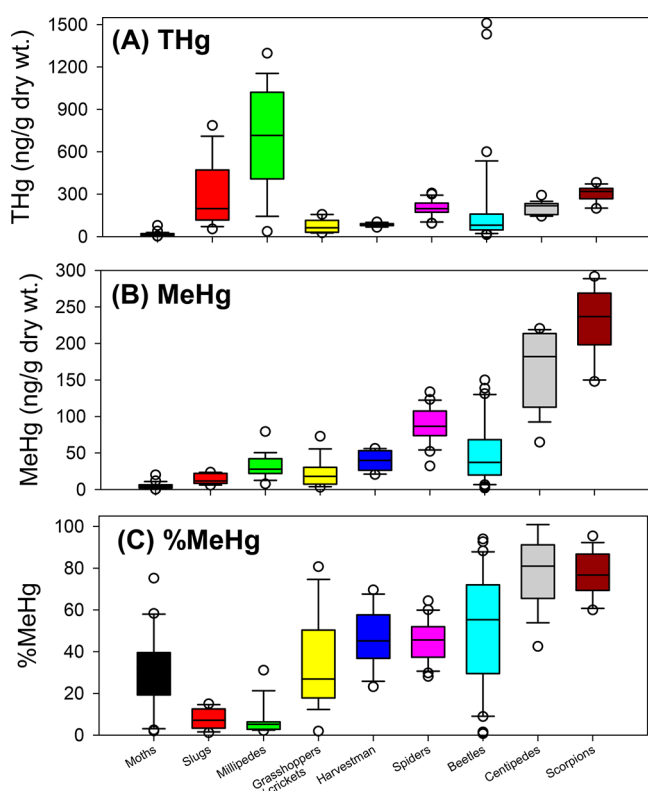 (A) THg
THg (ng/g dry wt.)
1500
1200
900
600
300
0
(B) MeHg
MeHg (ng/g dry wt.)
300
250
200
150
100
50
0
(C) %MeHg
%MeHg
100
80
60
40
20
0
Moths
Slugs
Millipedes
Grasshoppers
crickets
Harvestman
Spiders
Beetles
Centipedes
Scorpions